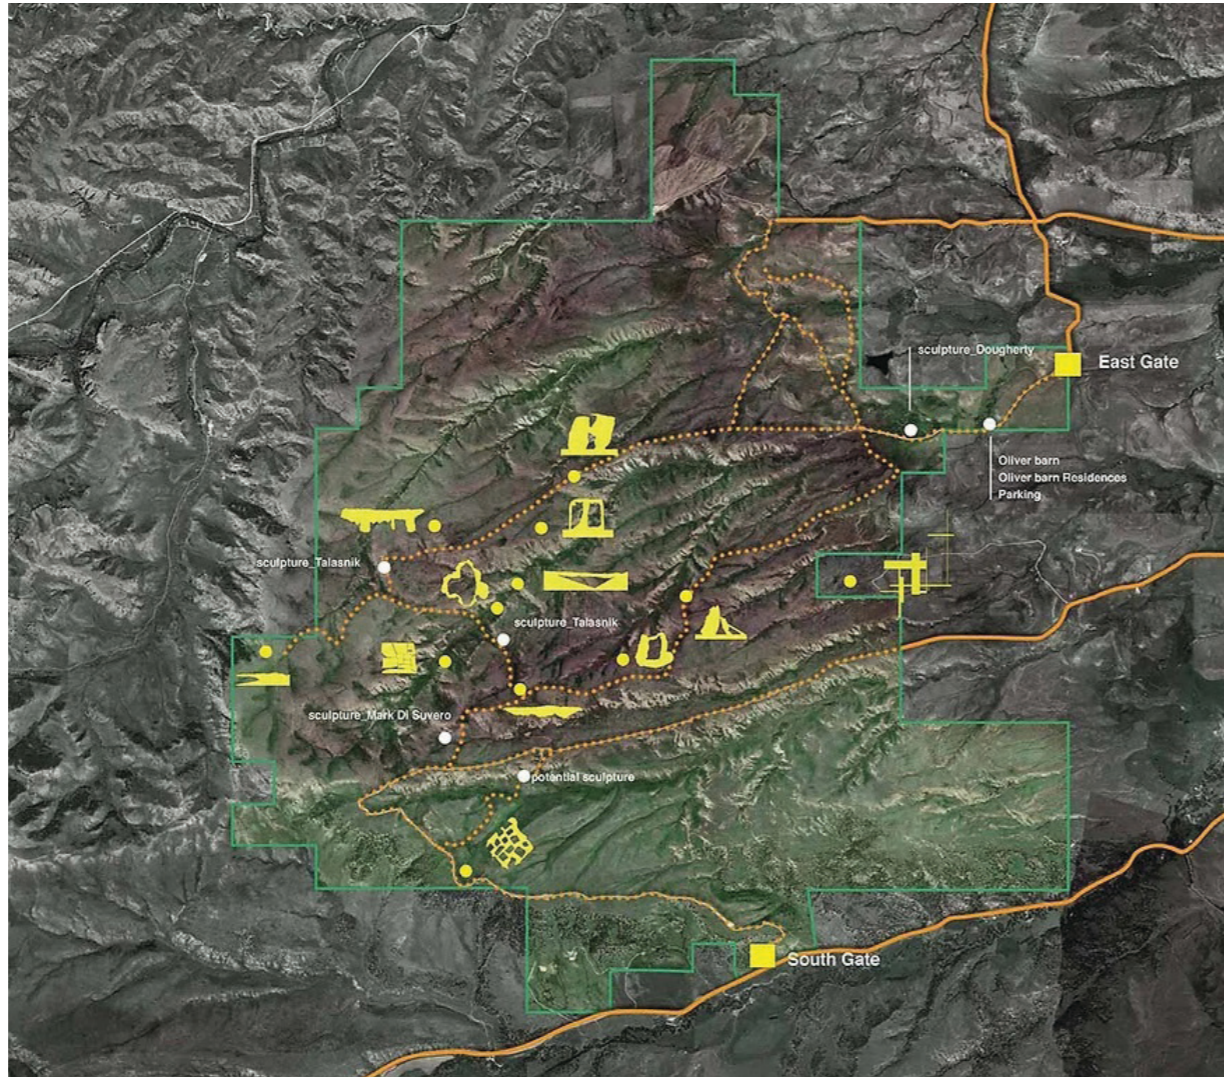 sculpture_Dougherty
East Gate
Oliver barn
Oliver barn Residences
Parking
sculpture_Talasnik
sculpture_Talasnik
sculpture_Mark Di Suvero
potential sculpture
South Gate